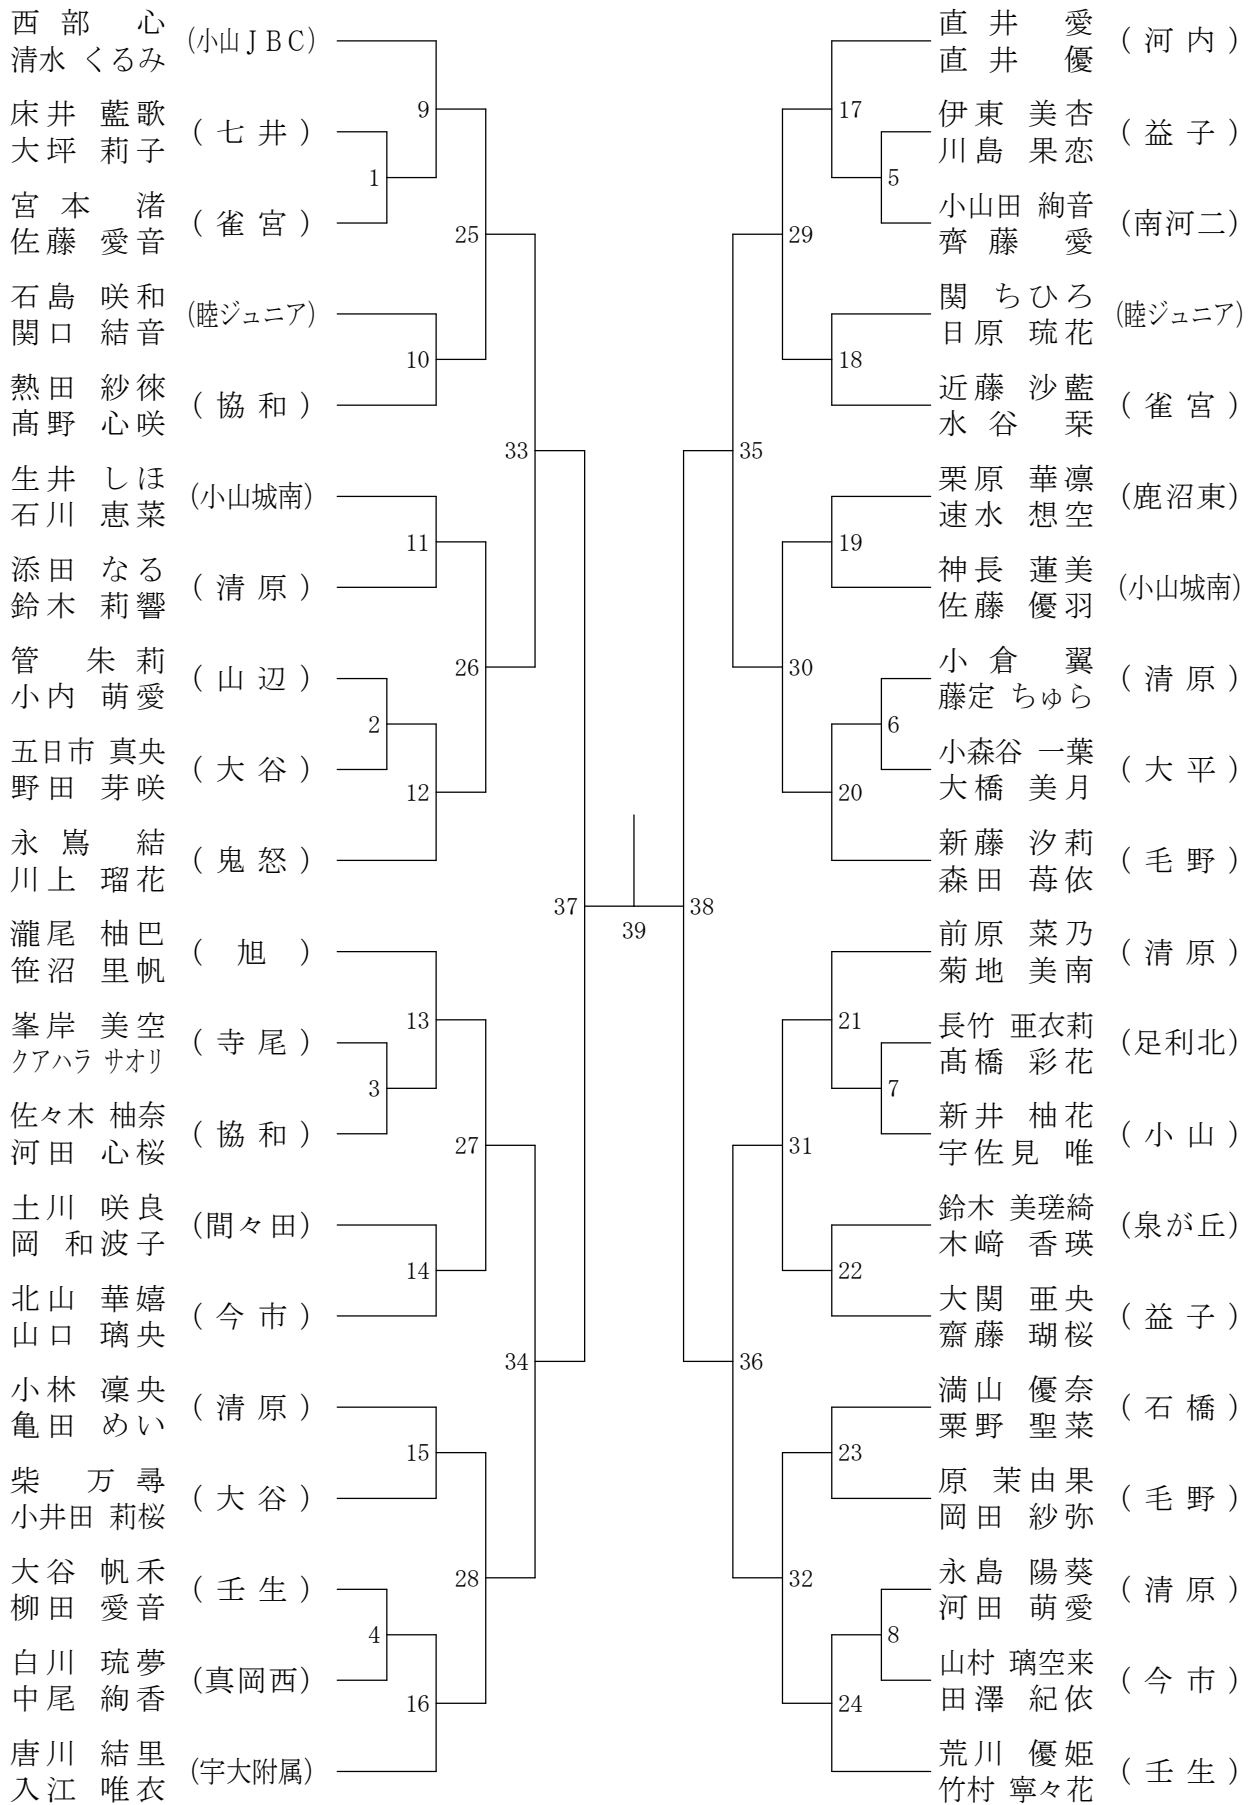 西部 心
清水 くるみ
(小山JBC)
床井 藍歌
大坪 莉子
(七井)
宮本 渚
佐藤 愛音
(雀宮)
石島 咲和
関口 結音
(睦ジュニア)
熱田 紗徠
髙野 心咲
(協和)
生井 しほ
石川 恵菜
(小山城南)
添田 なる
鈴木 莉響
(清原)
管 朱莉
小内 萌愛
(山辺)
五日市 真央
野田 芽咲
(大谷)
永嶌 結
川上 瑠花
(鬼怒)
瀧尾 柚巴
笹沼 里帆
(旭)
峯岸 美空
クアハラ サオリ
(寺尾)
佐々木 柚奈
河田 心桜
(協和)
土川 咲良
岡 和波子
(間々田)
北山 華嬉
山口 璃央
(今市)
小林 凜央
亀田 めい
(清原)
柴 万尋
小井田 莉桜
(大谷)
大谷 帆禾
柳田 愛音
(壬生)
白川 琉夢
中尾 絢香
(真岡西)
唐川 結里
入江 唯衣
(宇大附属)
1
2
3
4
9
10
11
12
13
14
15
16
25
26
27
28
33
34
37
39
38
35
36
29
30
31
32
17
18
19
20
21
22
23
24
5
6
7
8
直井 愛
直井 優
(河内)
伊東 美杏
川島 果恋
(益子)
小山田 絢音
齊藤 愛
(南河二)
関 ちひろ
日原 琉花
(睦ジュニア)
近藤 沙藍
水谷 栞
(雀宮)
栗原 華凛
速水 想空
(鹿沼東)
神長 蓮美
佐藤 優羽
(小山城南)
小倉 翼
藤定 ちゅら
(清原)
小森谷 一葉
大橋 美月
(大平)
新藤 汐莉
森田 苺依
(毛野)
前原 菜乃
菊地 美南
(清原)
長竹 亜衣莉
髙橋 彩花
(足利北)
新井 柚花
宇佐見 唯
(小山)
鈴木 美瑳綺
木﨑 香瑛
(泉が丘)
大関 亜央
齋藤 瑚桜
(益子)
満山 優奈
粟野 聖菜
(石橋)
原 茉由果
岡田 紗弥
(毛野)
永島 陽葵
河田 萌愛
(清原)
山村 璃空来
田澤 紀依
(今市)
荒川 優姫
竹村 寧々花
(壬生)